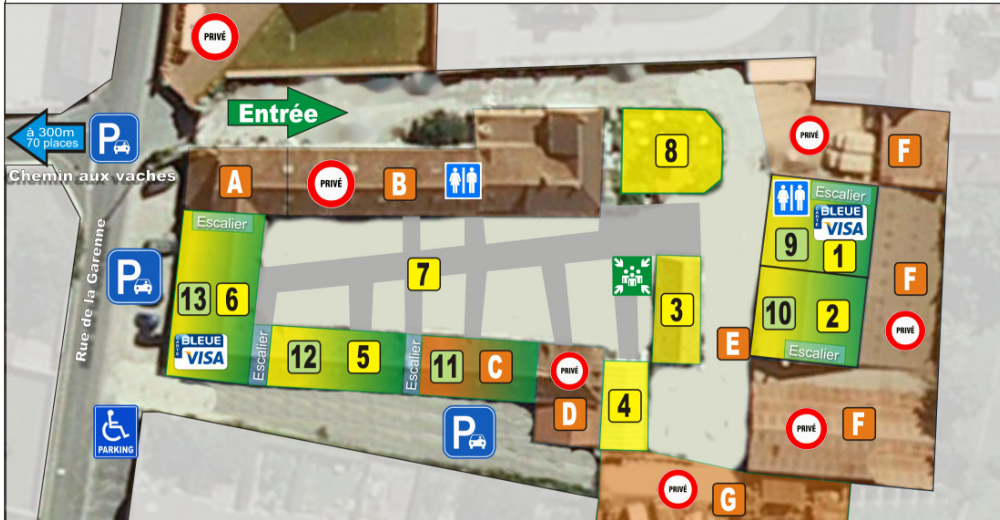 PRIVÉ
Entrée
à 300m
70 places
P
Chemin aux vaches
A
PRIVÉ
B
8
PRIVÉ
F
Escalier
Escalier
BLEUE
VISA
9
1
7
F
P
Rue de la Garenne
13
6
3
10
2
BLEUE
VISA
Escalier
12
5
Escalier
11
C
PRIVÉ
E
PRIVÉ
Escalier
4
D
P
PARKING
PRIVÉ
F
PRIVÉ
G